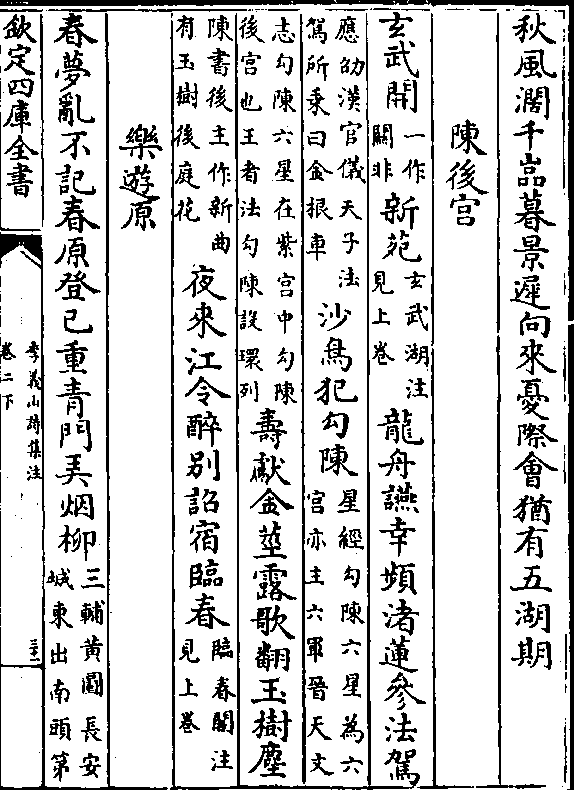 秋風濶千嵓暮景遲向來憂際會猶有五湖期
陳後宮
玄武開一作闗非新苑玄武湖注見上卷龍舟讌幸頻渚蓮參法駕
應劭漢官儀天子法駕所乘曰金根車沙鳥犯勾陳星經勾陳六星為六宮亦主六軍晉天文
志勾陳六星在紫宮中勾陳後宮也王者法勾陳設環列壽獻金莖露歌翻玉樹塵
陳書後主作新曲有玉樹後庭花夜來江令醉别詔宿臨春臨春閣注見上卷
樂遊原
春夢亂不記春原登已重青門弄烟柳三輔黄圖長安城東出南頭第
欽定四庫全書
李義山詩集注
卷二下
三十二